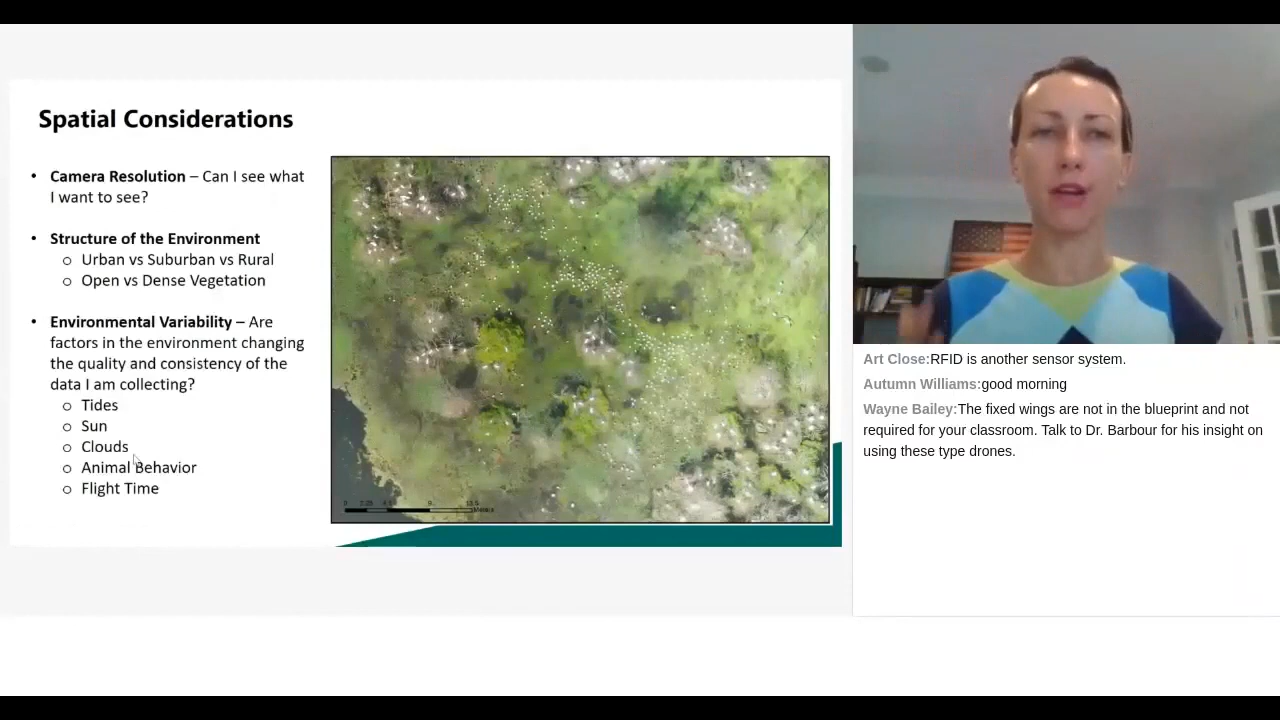 Spatial Considerations
• Camera Resolution – Can I see what
I want to see?
• Structure of the Environment
o Urban vs Suburban vs Rural
o Open vs Dense Vegetation
• Environmental Variability – Are
factors in the environment changing
the quality and consistency of the
data I am collecting?
o Tides
o Sun
o Clouds
o Animal Behavior
o Flight Time
Art Close:RFID is another sensor system.
Autumn Williams:good morning
Wayne Bailey:The fixed wings are not in the blueprint and not
required for your classroom. Talk to Dr. Barbour for his insight on
using these type drones.